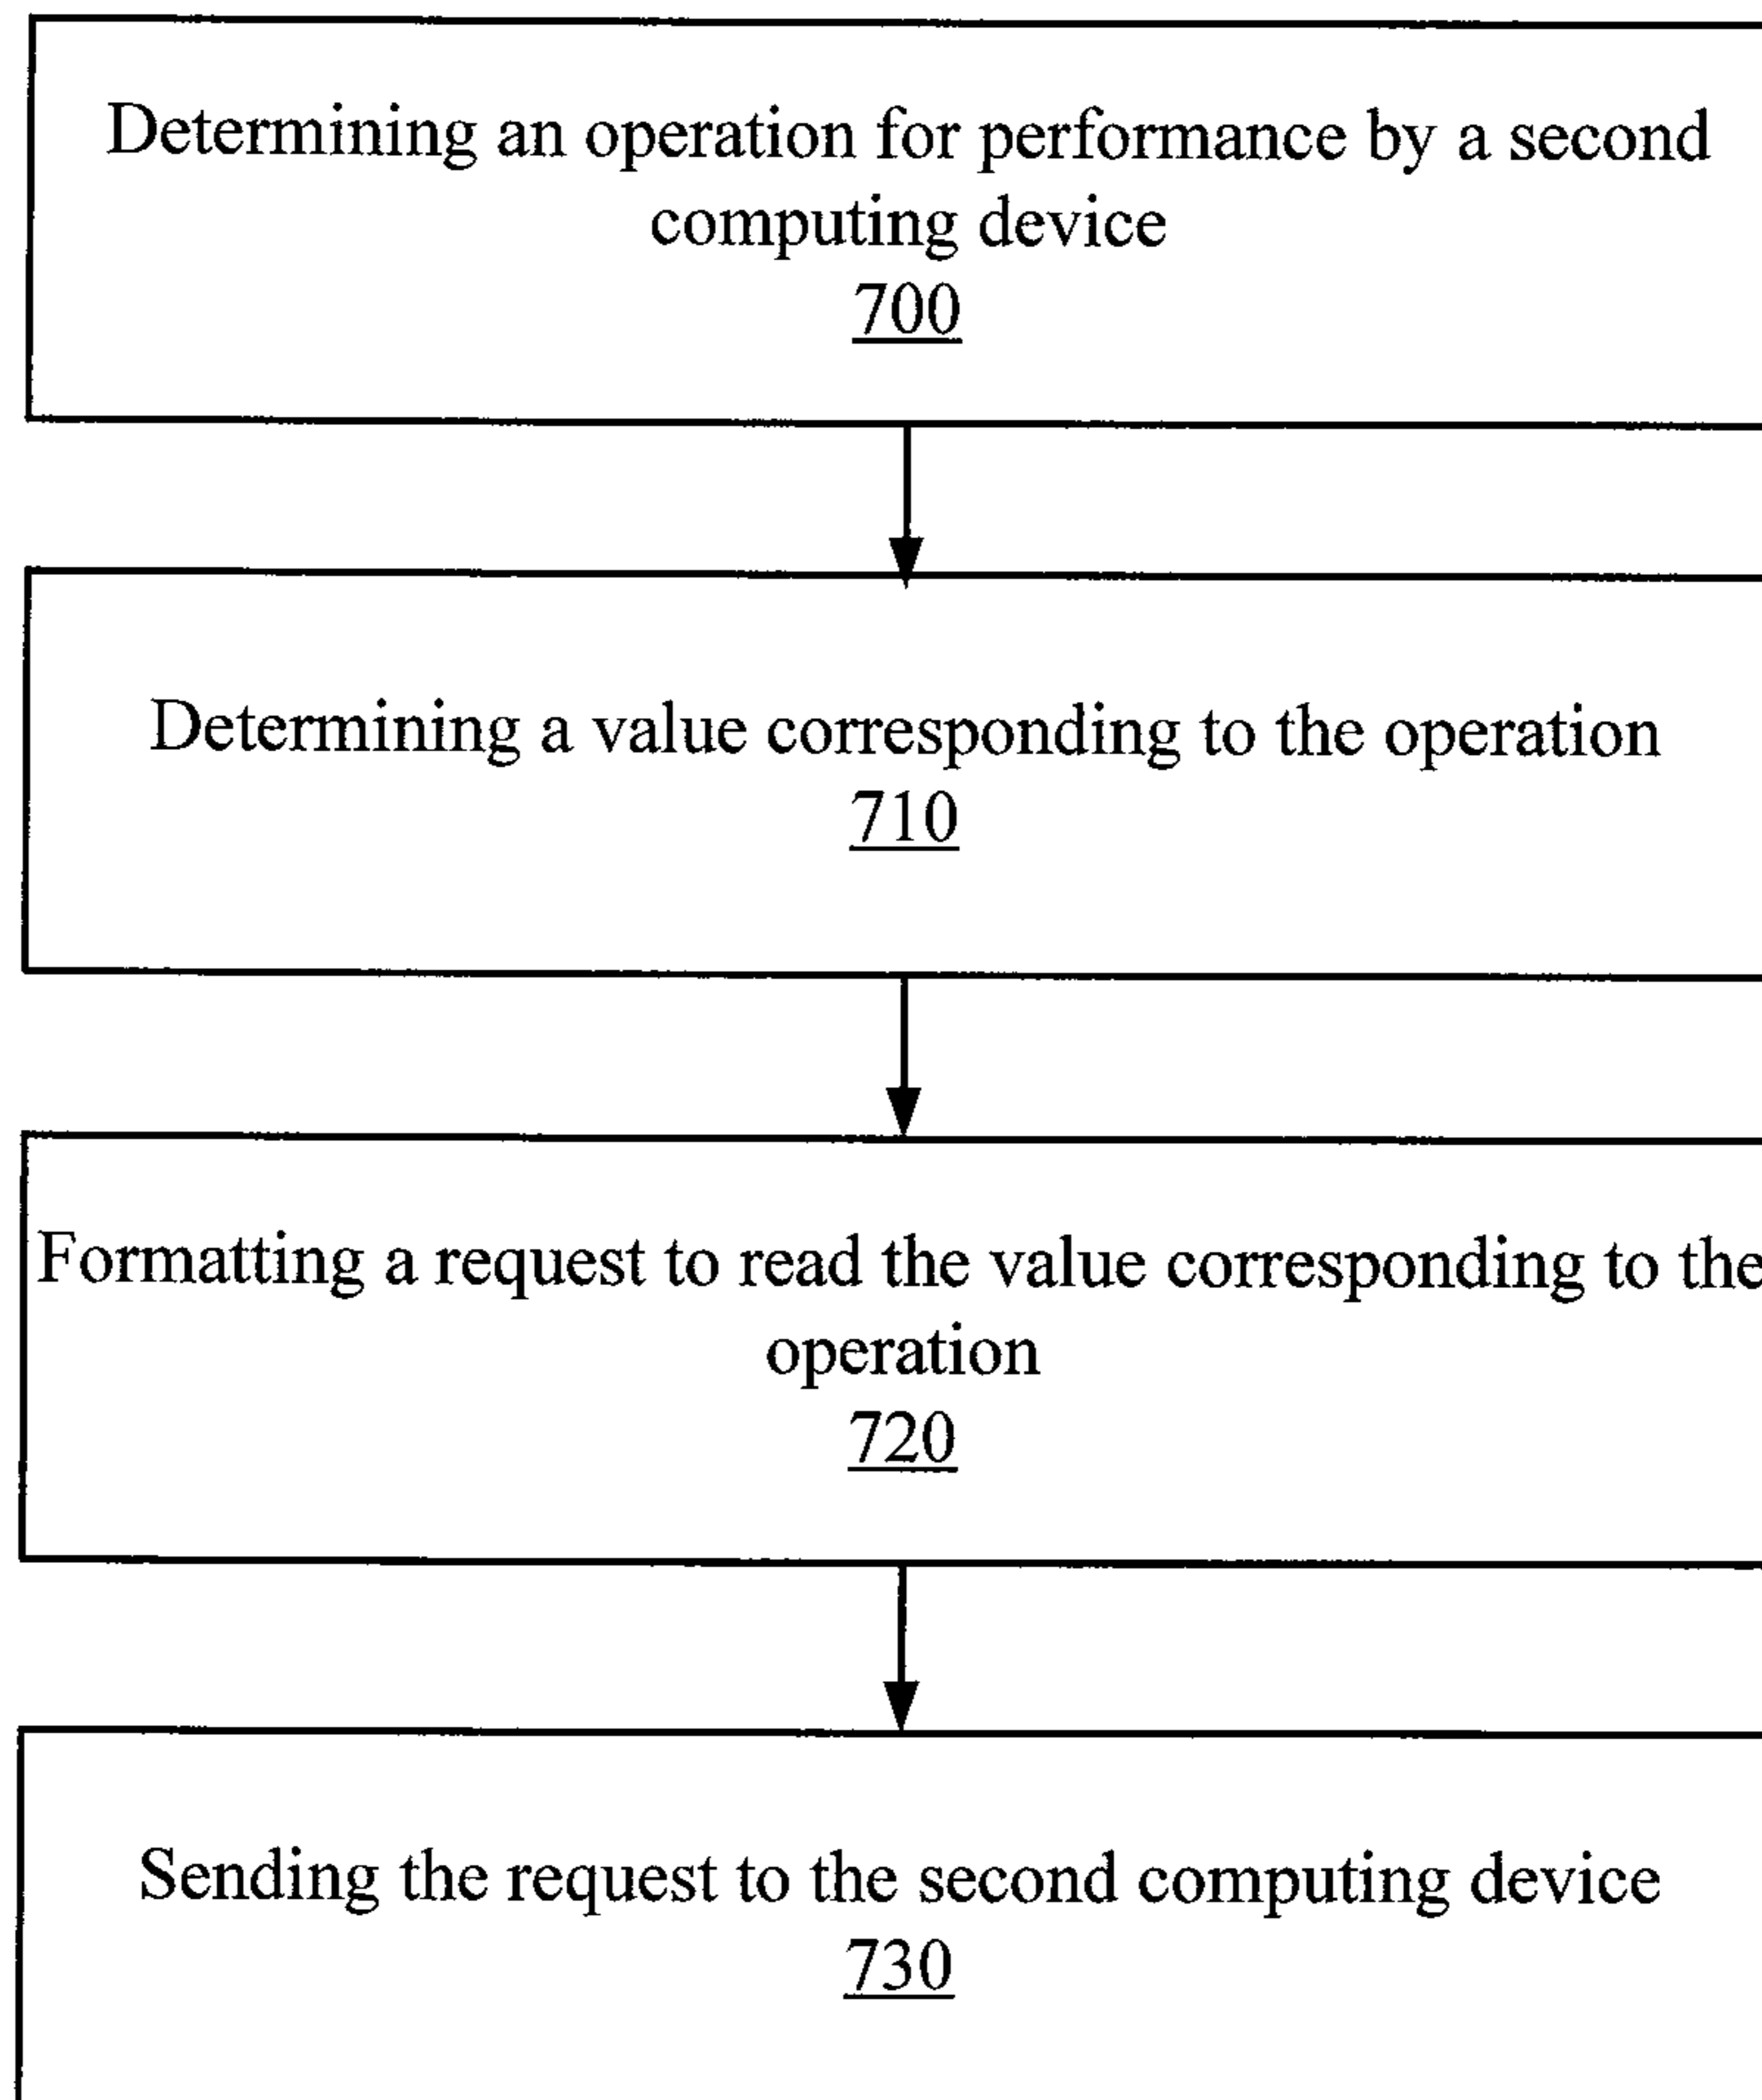 Determining an operation for performance by a second
computing device
700
Determining a value corresponding to the operation
710
Formatting a request to read the value corresponding to the
operation
720
Sending the request to the second computing device
730